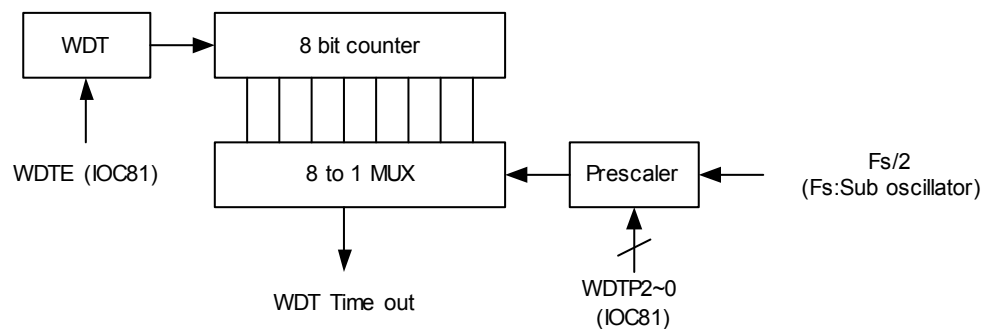 WDT
8 bit counter
WDTE (IOC81)
8 to 1 MUX
Prescaler
Fs/2
(Fs:Sub oscillator)
WDT Time out
WDTP2~0
(IOC81)